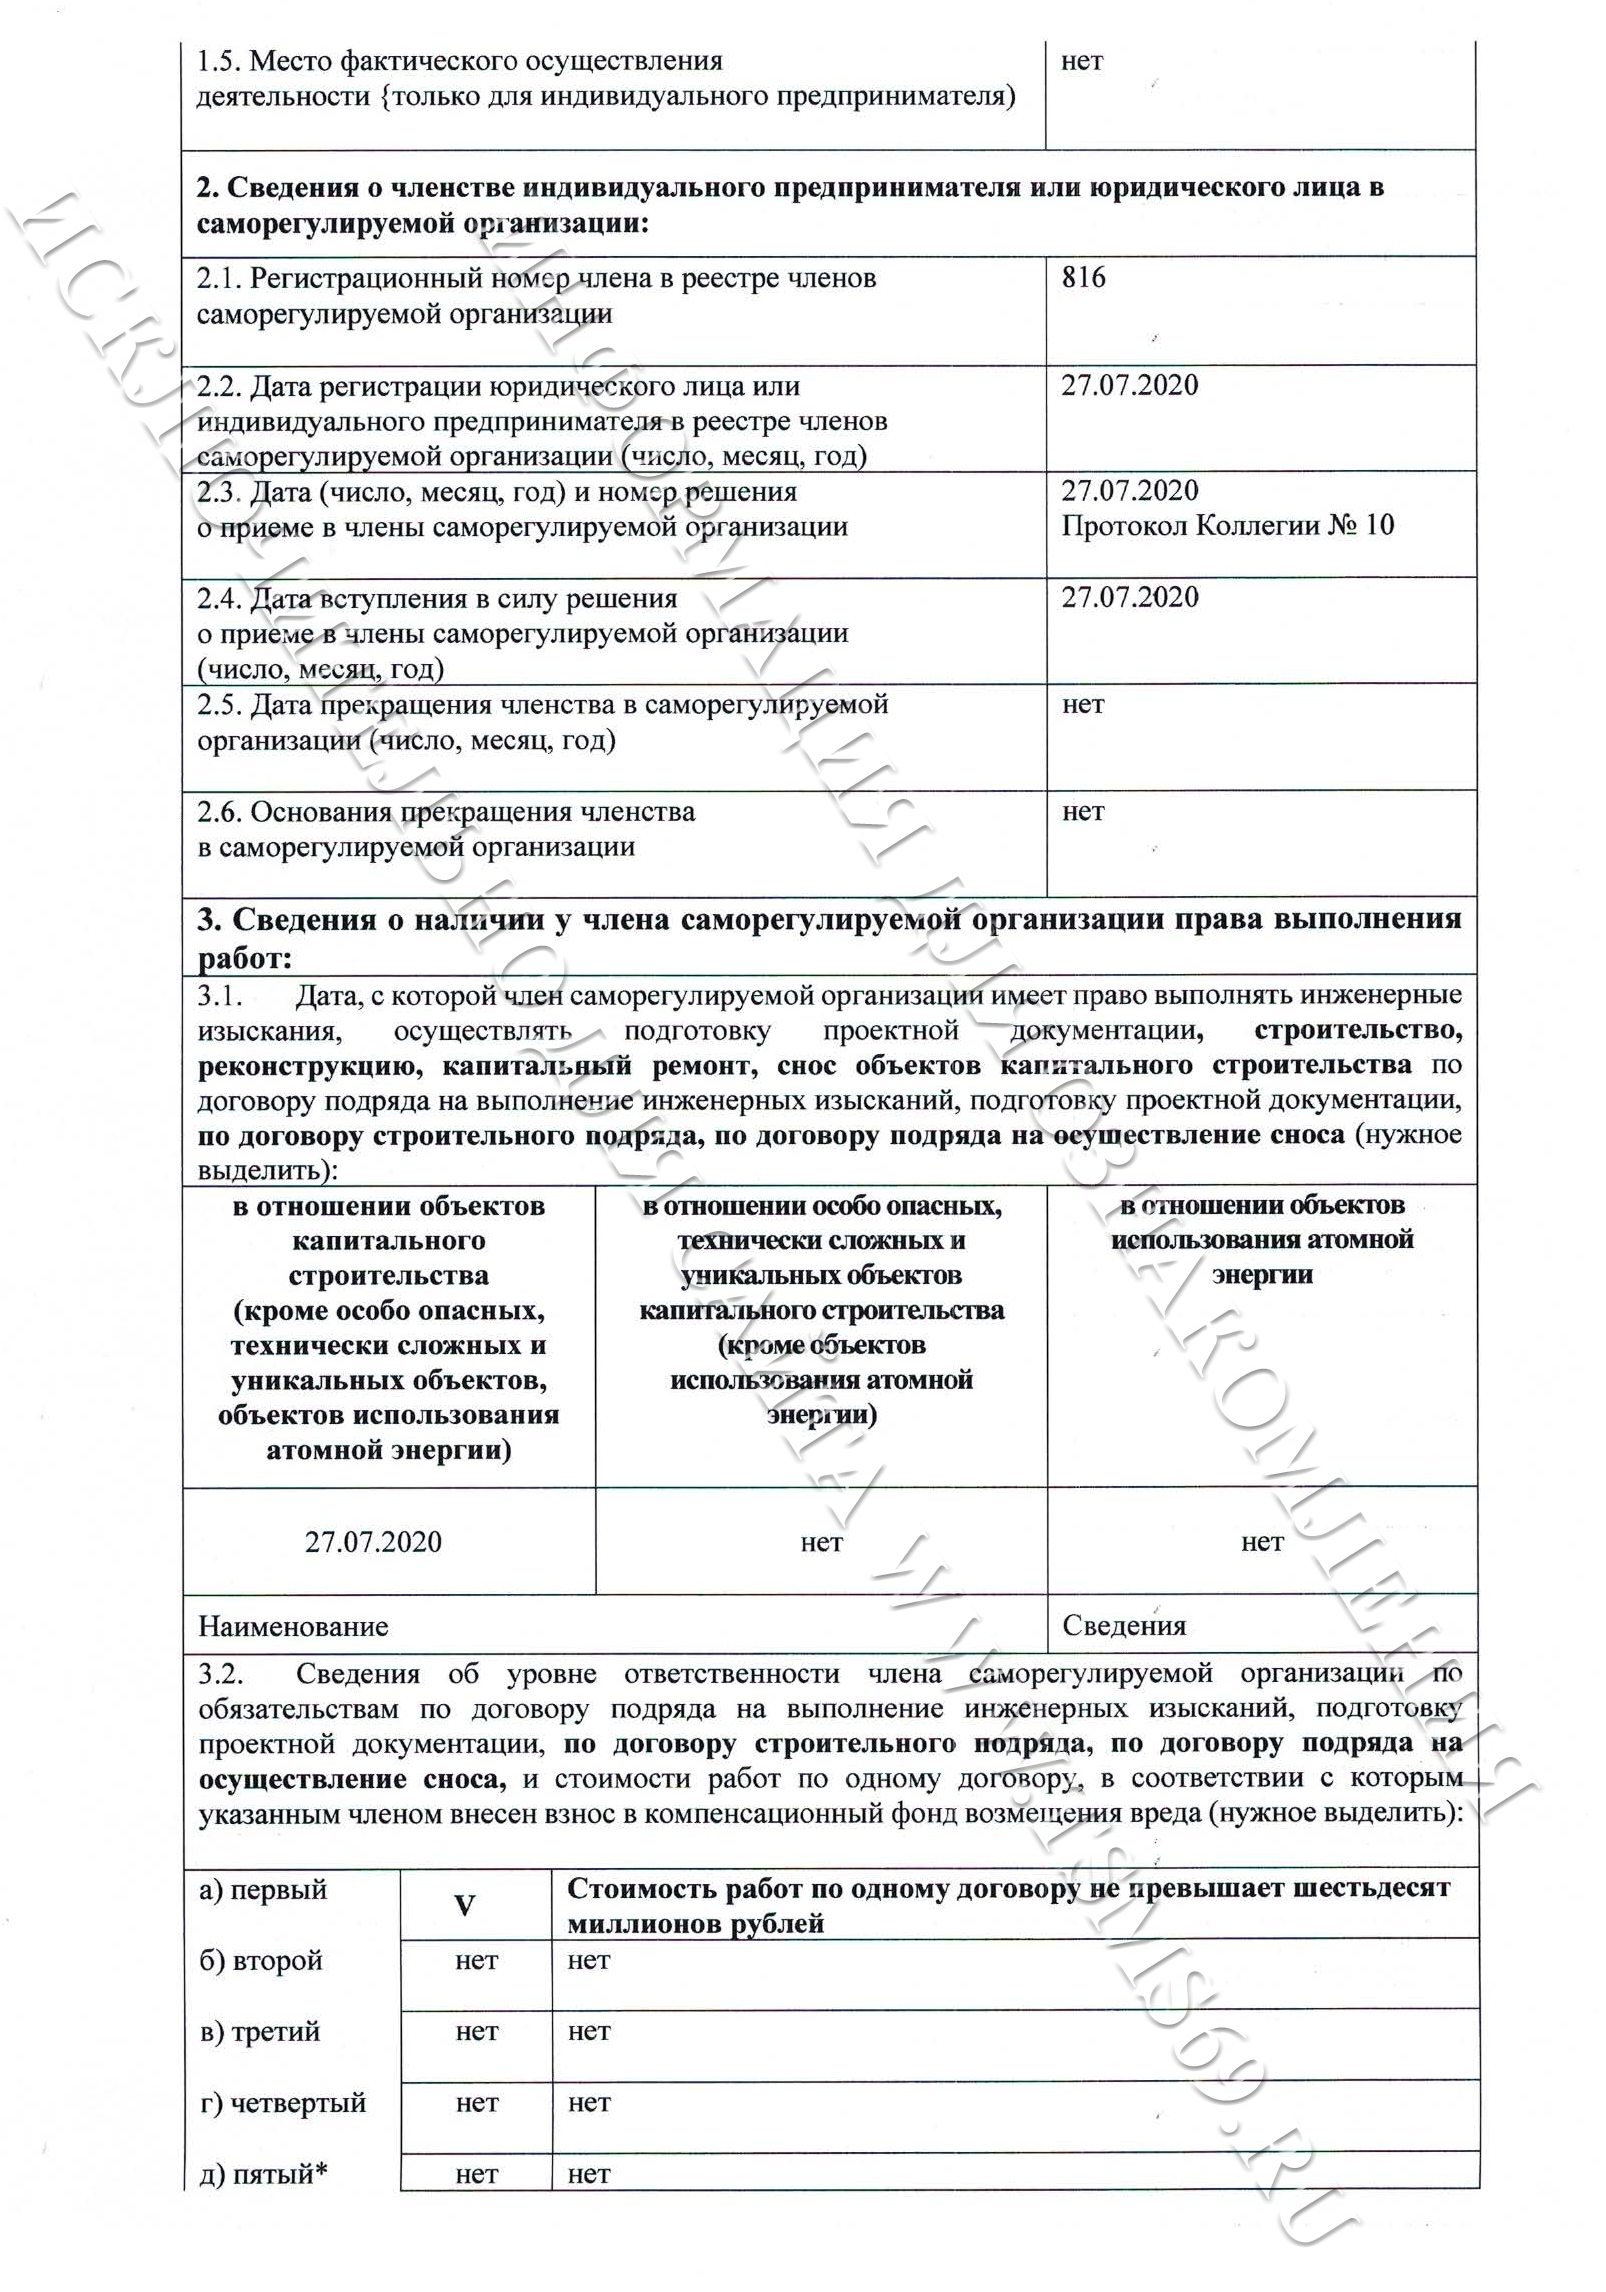 1.5. Место фактического осуществления
деятельности {только для индивидуального предпринимателя)
нет
2. Сведения о членстве индивидуального предпринимателя или юридического лица в
саморегулируемой организации:
2.1. Регистрационный номер члена в реестре членов
саморегулируемой организации
816
2.2. Дата регистрации юридического лица или
индивидуального предпринимателя в реестре членов
саморегулируемой организации (число, месяц, год)
27.07.2020
2.3. Дата (число, месяц, год) и номер решения
о приеме в члены саморегулируемой организации
27.07.2020
Протокол Коллегии № 10
2.4. Дата вступления в силу решения
о приеме в члены саморегулируемой организации
(число, месяц, год)
27.07.2020
2.5. Дата прекращения членства в саморегулируемой
организации (число, месяц, год)
нет
2.6. Основания прекращения членства
в саморегулируемой организации
нет
3. Сведения о наличии у члена саморегулируемой организации права выполнения
работ:
3.1. Дата, с которой член саморегулируемой организации имеет право выполнять инженерные
изыскания, осуществлять подготовку проектной документации, строительство,
реконструкцию, капитальный ремонт, снос объектов капитального строительства по
договору подряда на выполнение инженерных изысканий, подготовку проектной документации,
по договору строительного подряда, по договору подряда на осуществление сноса (нужное
выделить):
в отношении объектов
капитального
строительства
(кроме особо опасных,
технически сложных и
уникальных объектов,
объектов использования
атомной энергии)
в отношении особо опасных,
технически сложных и
уникальных объектов
капитального строительства
(кроме объектов
использования атомной
энергии)
в отношении объектов
использования атомной
энергии
27.07.2020
нет
нет
Наименование
Сведения
3.2. Сведения об уровне ответственности члена саморегулируемой организации по
обязательствам по договору подряда на выполнение инженерных изысканий, подготовку
проектной документации, по договору строительного подряда, по договору подряда на
осуществление сноса, и стоимости работ по одному договору, в соответствии с которым
указанным членом внесен взнос в компенсационный фонд возмещения вреда (нужное выделить):
а) первый
V
Стоимость работ по одному договору не превышает шестьдесят
миллионов рублей
б) второй
нет
нет
в) третий
нет
нет
г) четвертый
нет
нет
д) пятый*
нет
нет
ИСКЛЮЧИТЕЛЬНО ДЛЯ САЙТА WWW.TSMS69.RU
ИНФОРМАЦИЯ ДЛЯ ОЗНАКОМЛЕНИЯ